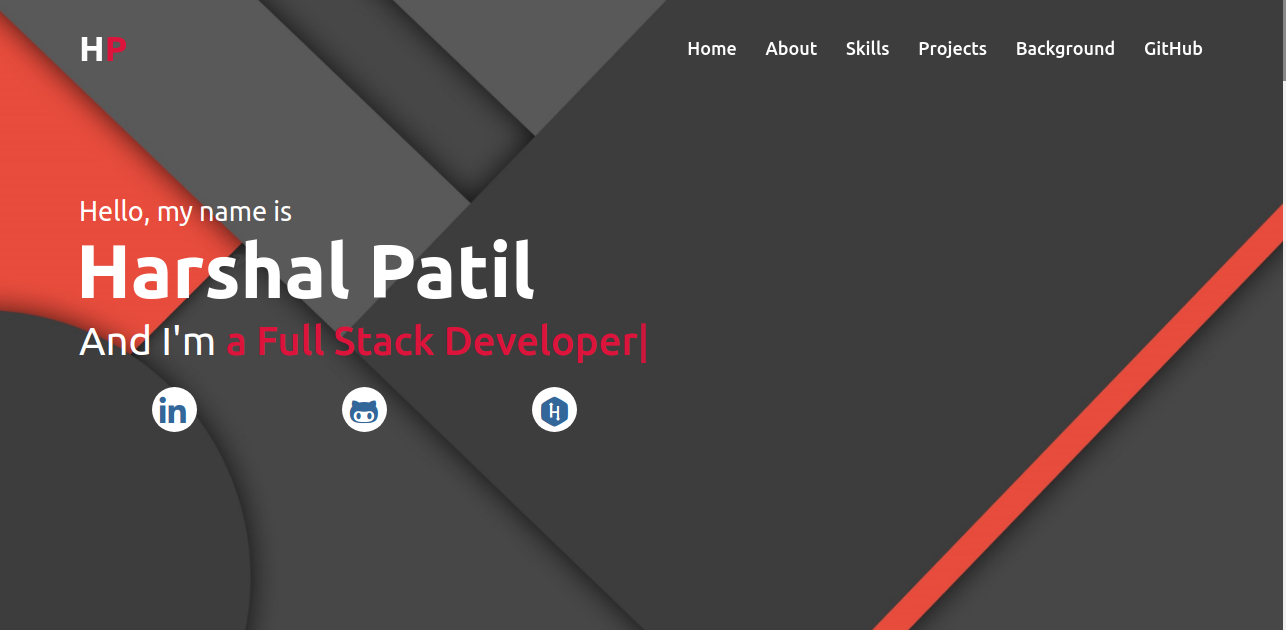 HP
Home About Skills Projects Background GitHub
Hello, my name is
Harshal Patil
And I'm a Full Stack Developer|
in
H